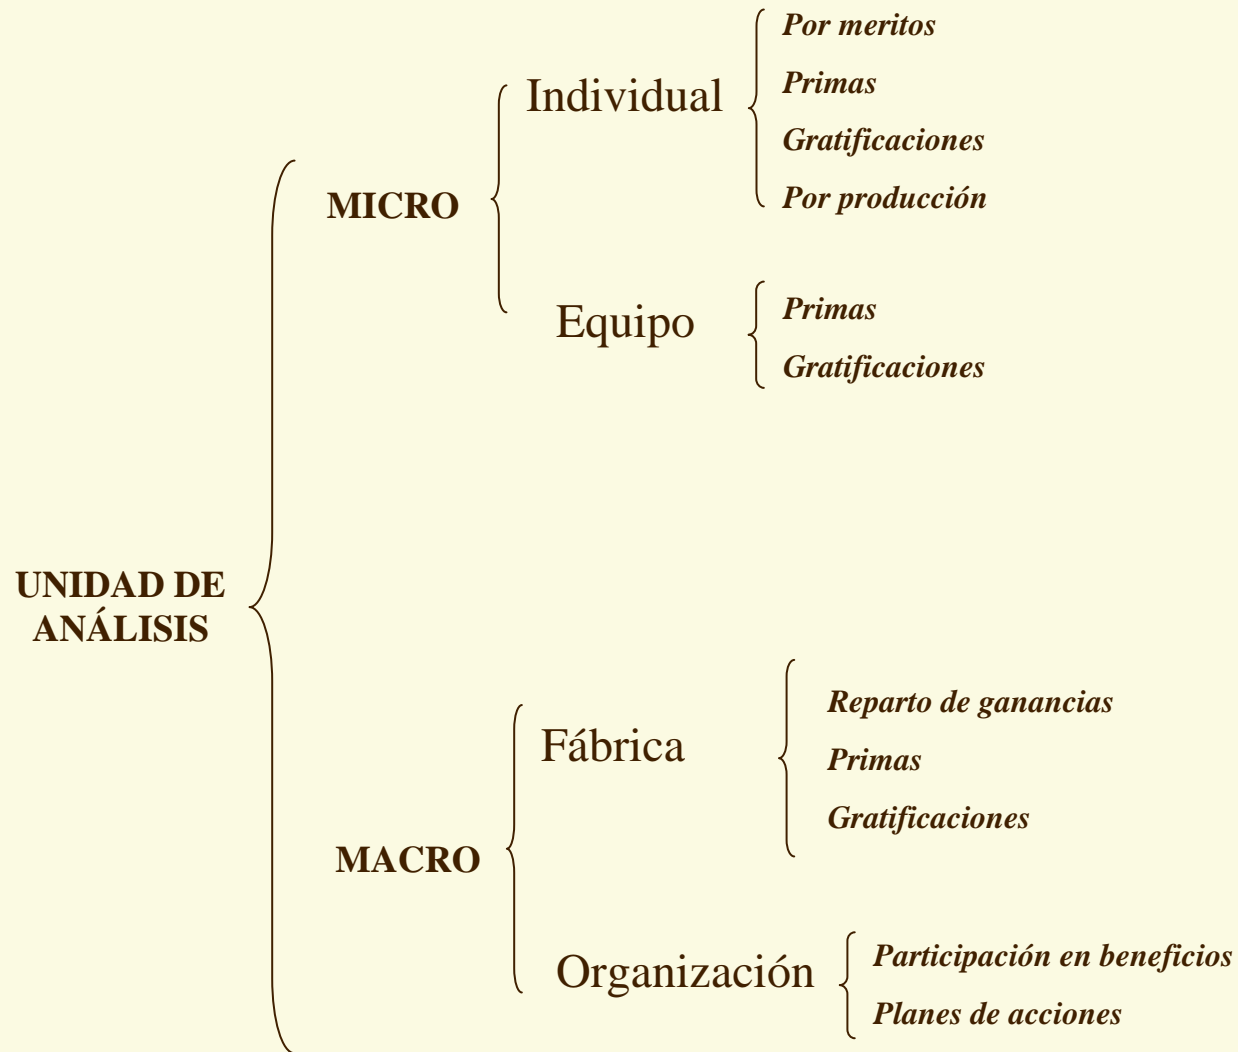 UNIDAD DE
ANÁLISIS
MICRO
Individual
Por meritos
Primas
Gratificaciones
Por producción
Equipo
Primas
Gratificaciones
MACRO
Fábrica
Reparto de ganancias
Primas
Gratificaciones
Organización
Participación en beneficios
Planes de acciones